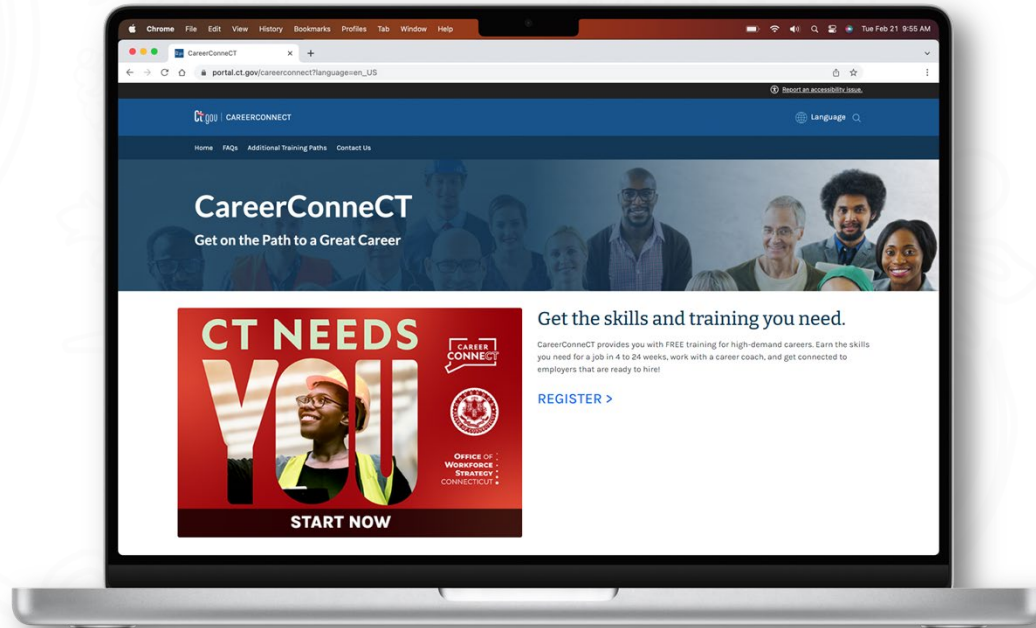 Chrome File Edit View History Bookmarks Profiles Tab Window Help Tue Feb 21 9:55 AM
CareerConneCT
portal.ct.gov/careerconnect?language=en_US
Report an accessibility issue.
Ct.gov | CAREERCONNECT
Language
Home FAQs Additional Training Paths Contact Us
CareerConneCT
Get on the Path to a Great Career
CT NEEDS
YOU
CAREER
CONNECT
OFFICE OF
WORKFORCE
STRATEGY
CONNECTICUT
START NOW
Get the skills and training you need.
CareerConneCT provides you with FREE training for high-demand careers. Earn the skills
you need for a job in 4 to 24 weeks, work with a career coach, and get connected to
employers that are ready to hire!
REGISTER >